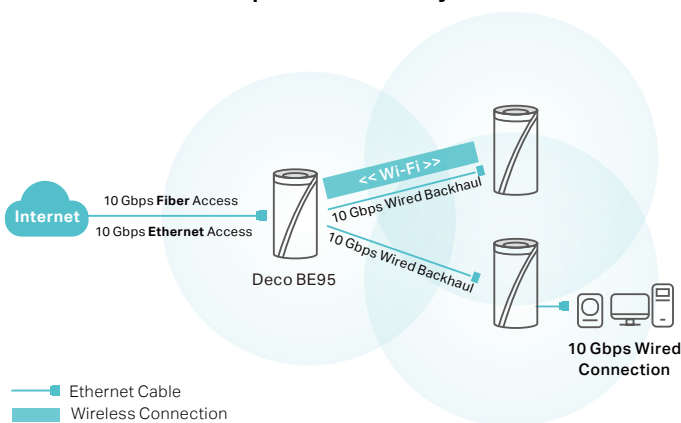 10 Gbps Fiber Access
Internet
10 Gbps Ethernet Access
Deco BE95
<< Wi-Fi >>
10 Gbps Wired Backhaul
10 Gbps Wired Backhaul
10 Gbps Wired
Connection
Ethernet Cable
Wireless Connection